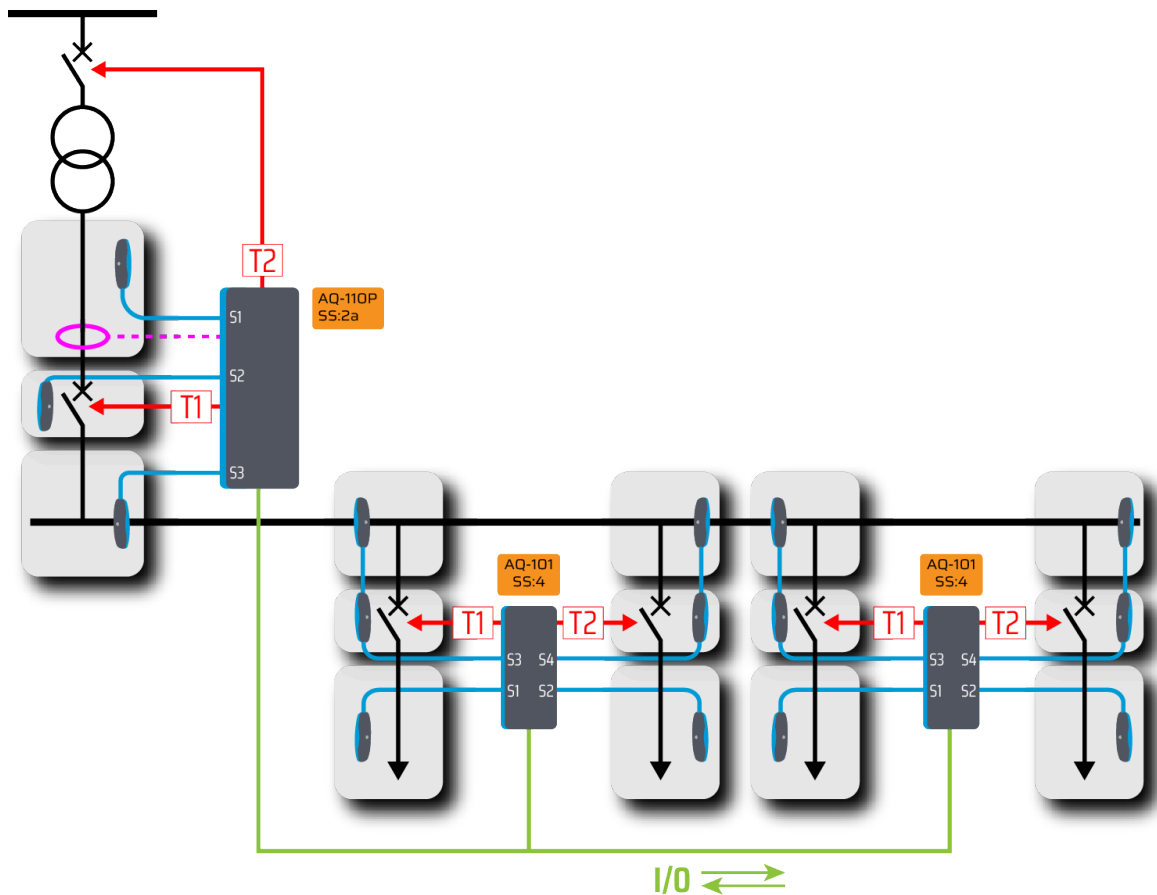 T2
AQ-110P
SS:2a
S1
S2
T1
S3
AQ-101
SS:4
AQ-101
SS:4
T1
T2
T1
T2
S3
S4
S3
S4
S1
S2
S1
S2
I/O